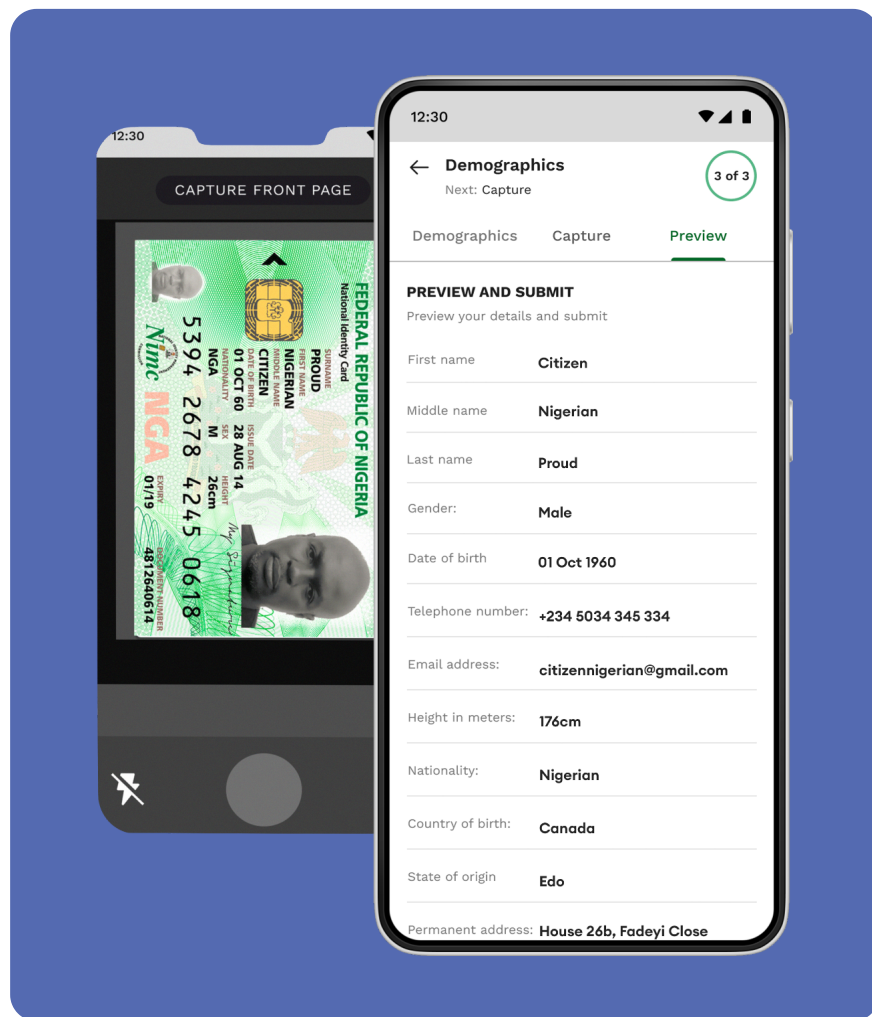 12:30
CAPTURE FRONT PAGE
FEDERAL REPUBLIC OF NIGERIA
National Identity Card
SURNAME
PROUD
FIRST NAME
NIGERIAN
MIDDLE NAME
CITIZEN
DATE OF BIRTH ISSUE DATE
01 OCT 60 28 AUG 14
NATIONALITY SEX HEIGHT
NGA M 26cm
5394 2678 4245 0618
My Signature
Nimc NGA
EXPIRY DOCUMENT NUMBER
01/19 4812640614
12:30
Demographics
Next: Capture
3 of 3
Demographics Capture Preview
PREVIEW AND SUBMIT
Preview your details and submit
First name Citizen
Middle name Nigerian
Last name Proud
Gender: Male
Date of birth 01 Oct 1960
Telephone number: +234 5034 345 334
Email address: citizennigerian@gmail.com
Height in meters: 176cm
Nationality: Nigerian
Country of birth: Canada
State of origin Edo
Permanent address: House 26b, Fadeyi Close